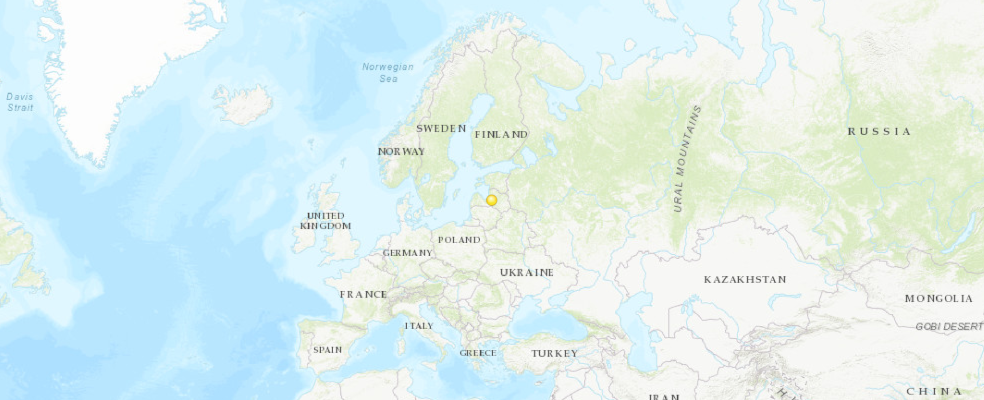 Norwegian
Sea
Davis
Strait
SWEDEN
FINLAND
RUSSIA
NORWAY
URAL MOUNTAINS
UNITED
KINGDOM
POLAND
GERMANY
UKRAINE
KAZAKHSTAN
FRANCE
MONGOLIA
ITALY
GOBI DESERT
SPAIN
GREECE
TURKEY
IRAN
CHINA